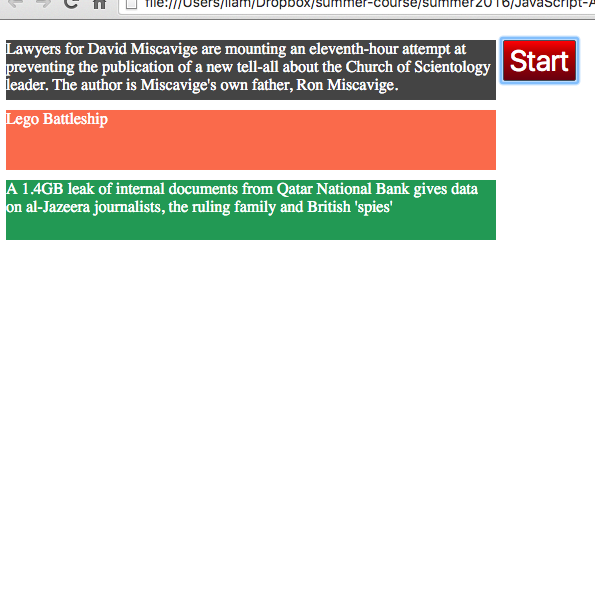 file:///Users/liam/Dropbox/summer-course/summer2016/JavaScript-A
Lawyers for David Miscavige are mounting an eleventh-hour attempt at
preventing the publication of a new tell-all about the Church of Scientology
leader. The author is Miscavige's own father, Ron Miscavige.
Start
Lego Battleship
A 1.4GB leak of internal documents from Qatar National Bank gives data
on al-Jazeera journalists, the ruling family and British 'spies'